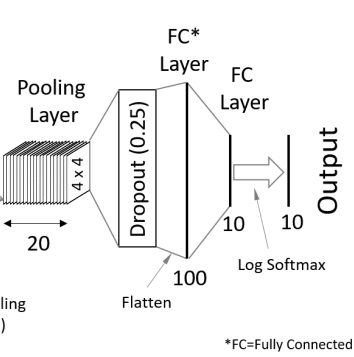 FC*
Layer
FC
Layer
Pooling
Layer
4 x 4
Dropout (0.25)
Output
20
10
10
100
Log Softmax
Flatten
ling
)
*FC=Fully Connected